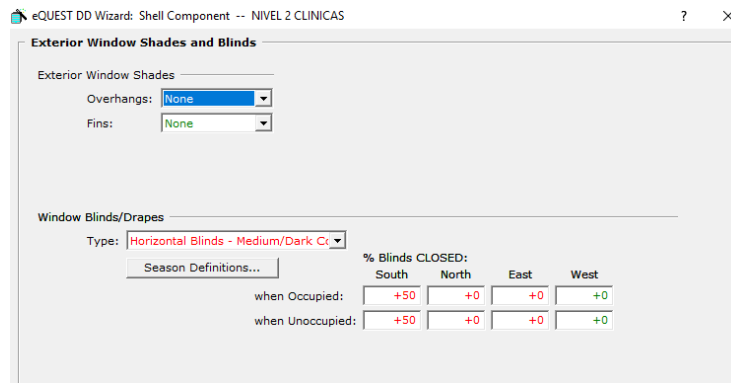 eQUEST DD Wizard: Shell Component -- NIVEL 2 CLINICAS ? ×
Exterior Window Shades and Blinds
Exterior Window Shades
Overhangs: None
Fins: None
Window Blinds/Drapes
Type: Horizontal Blinds - Medium/Dark
Season Definitions...
% Blinds CLOSED:
South North East West
when Occupied: +50 +0 +0 +0
when Unoccupied: +50 +0 +0 +0